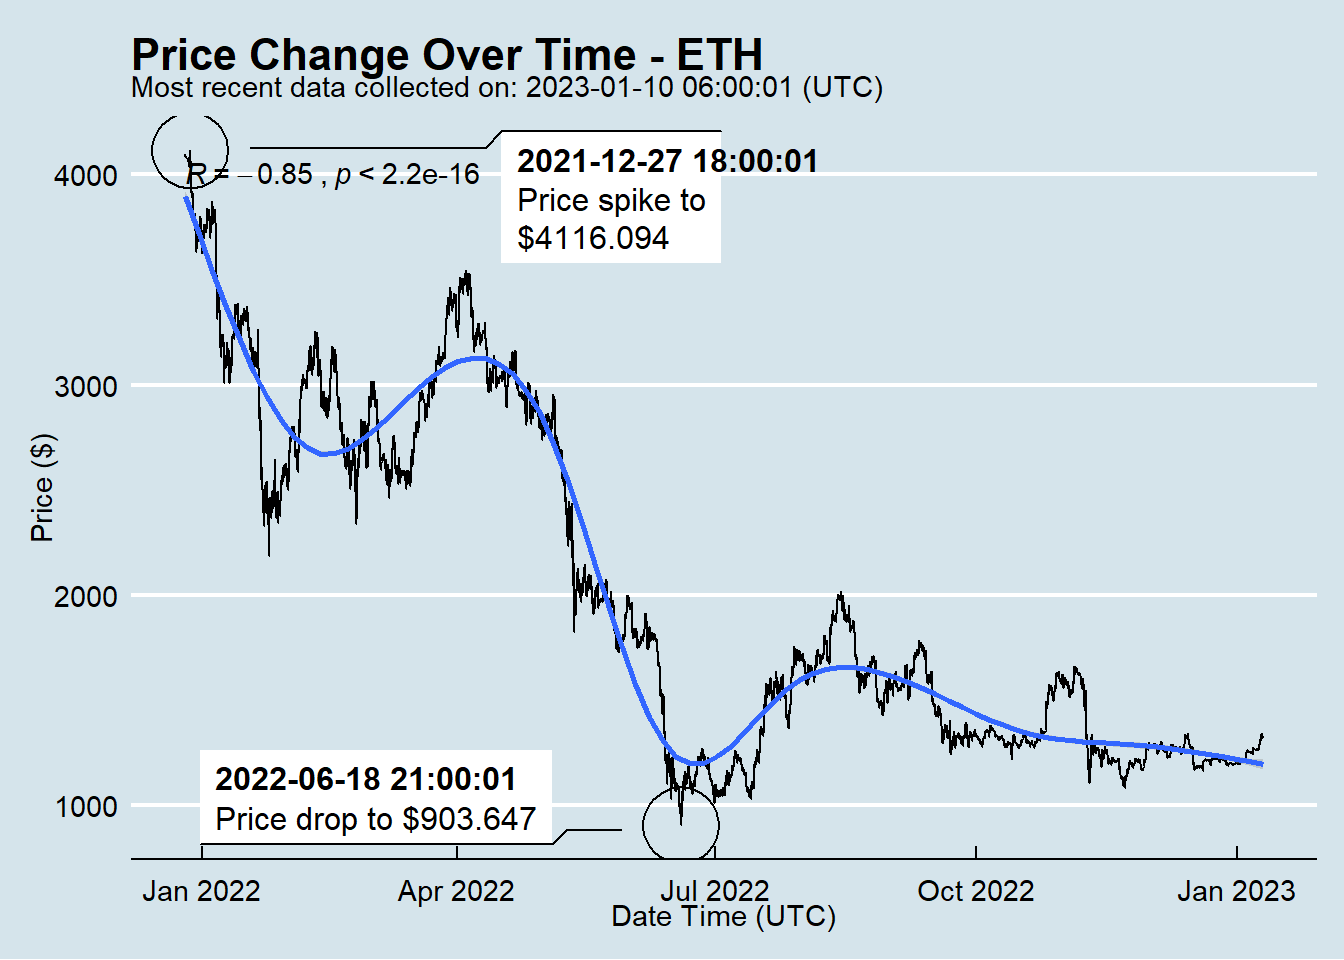 Price Change Over Time - ETH
Most recent data collected on: 2023-01-10 06:00:01 (UTC)
R = −0.85 , p < 2.2e-16
2021-12-27 18:00:01
Price spike to
$4116.094
4000
3000
2000
1000
Price ($)
2022-06-18 21:00:01
Price drop to $903.647
Jan 2022
Apr 2022
Jul 2022
Oct 2022
Jan 2023
Date Time (UTC)